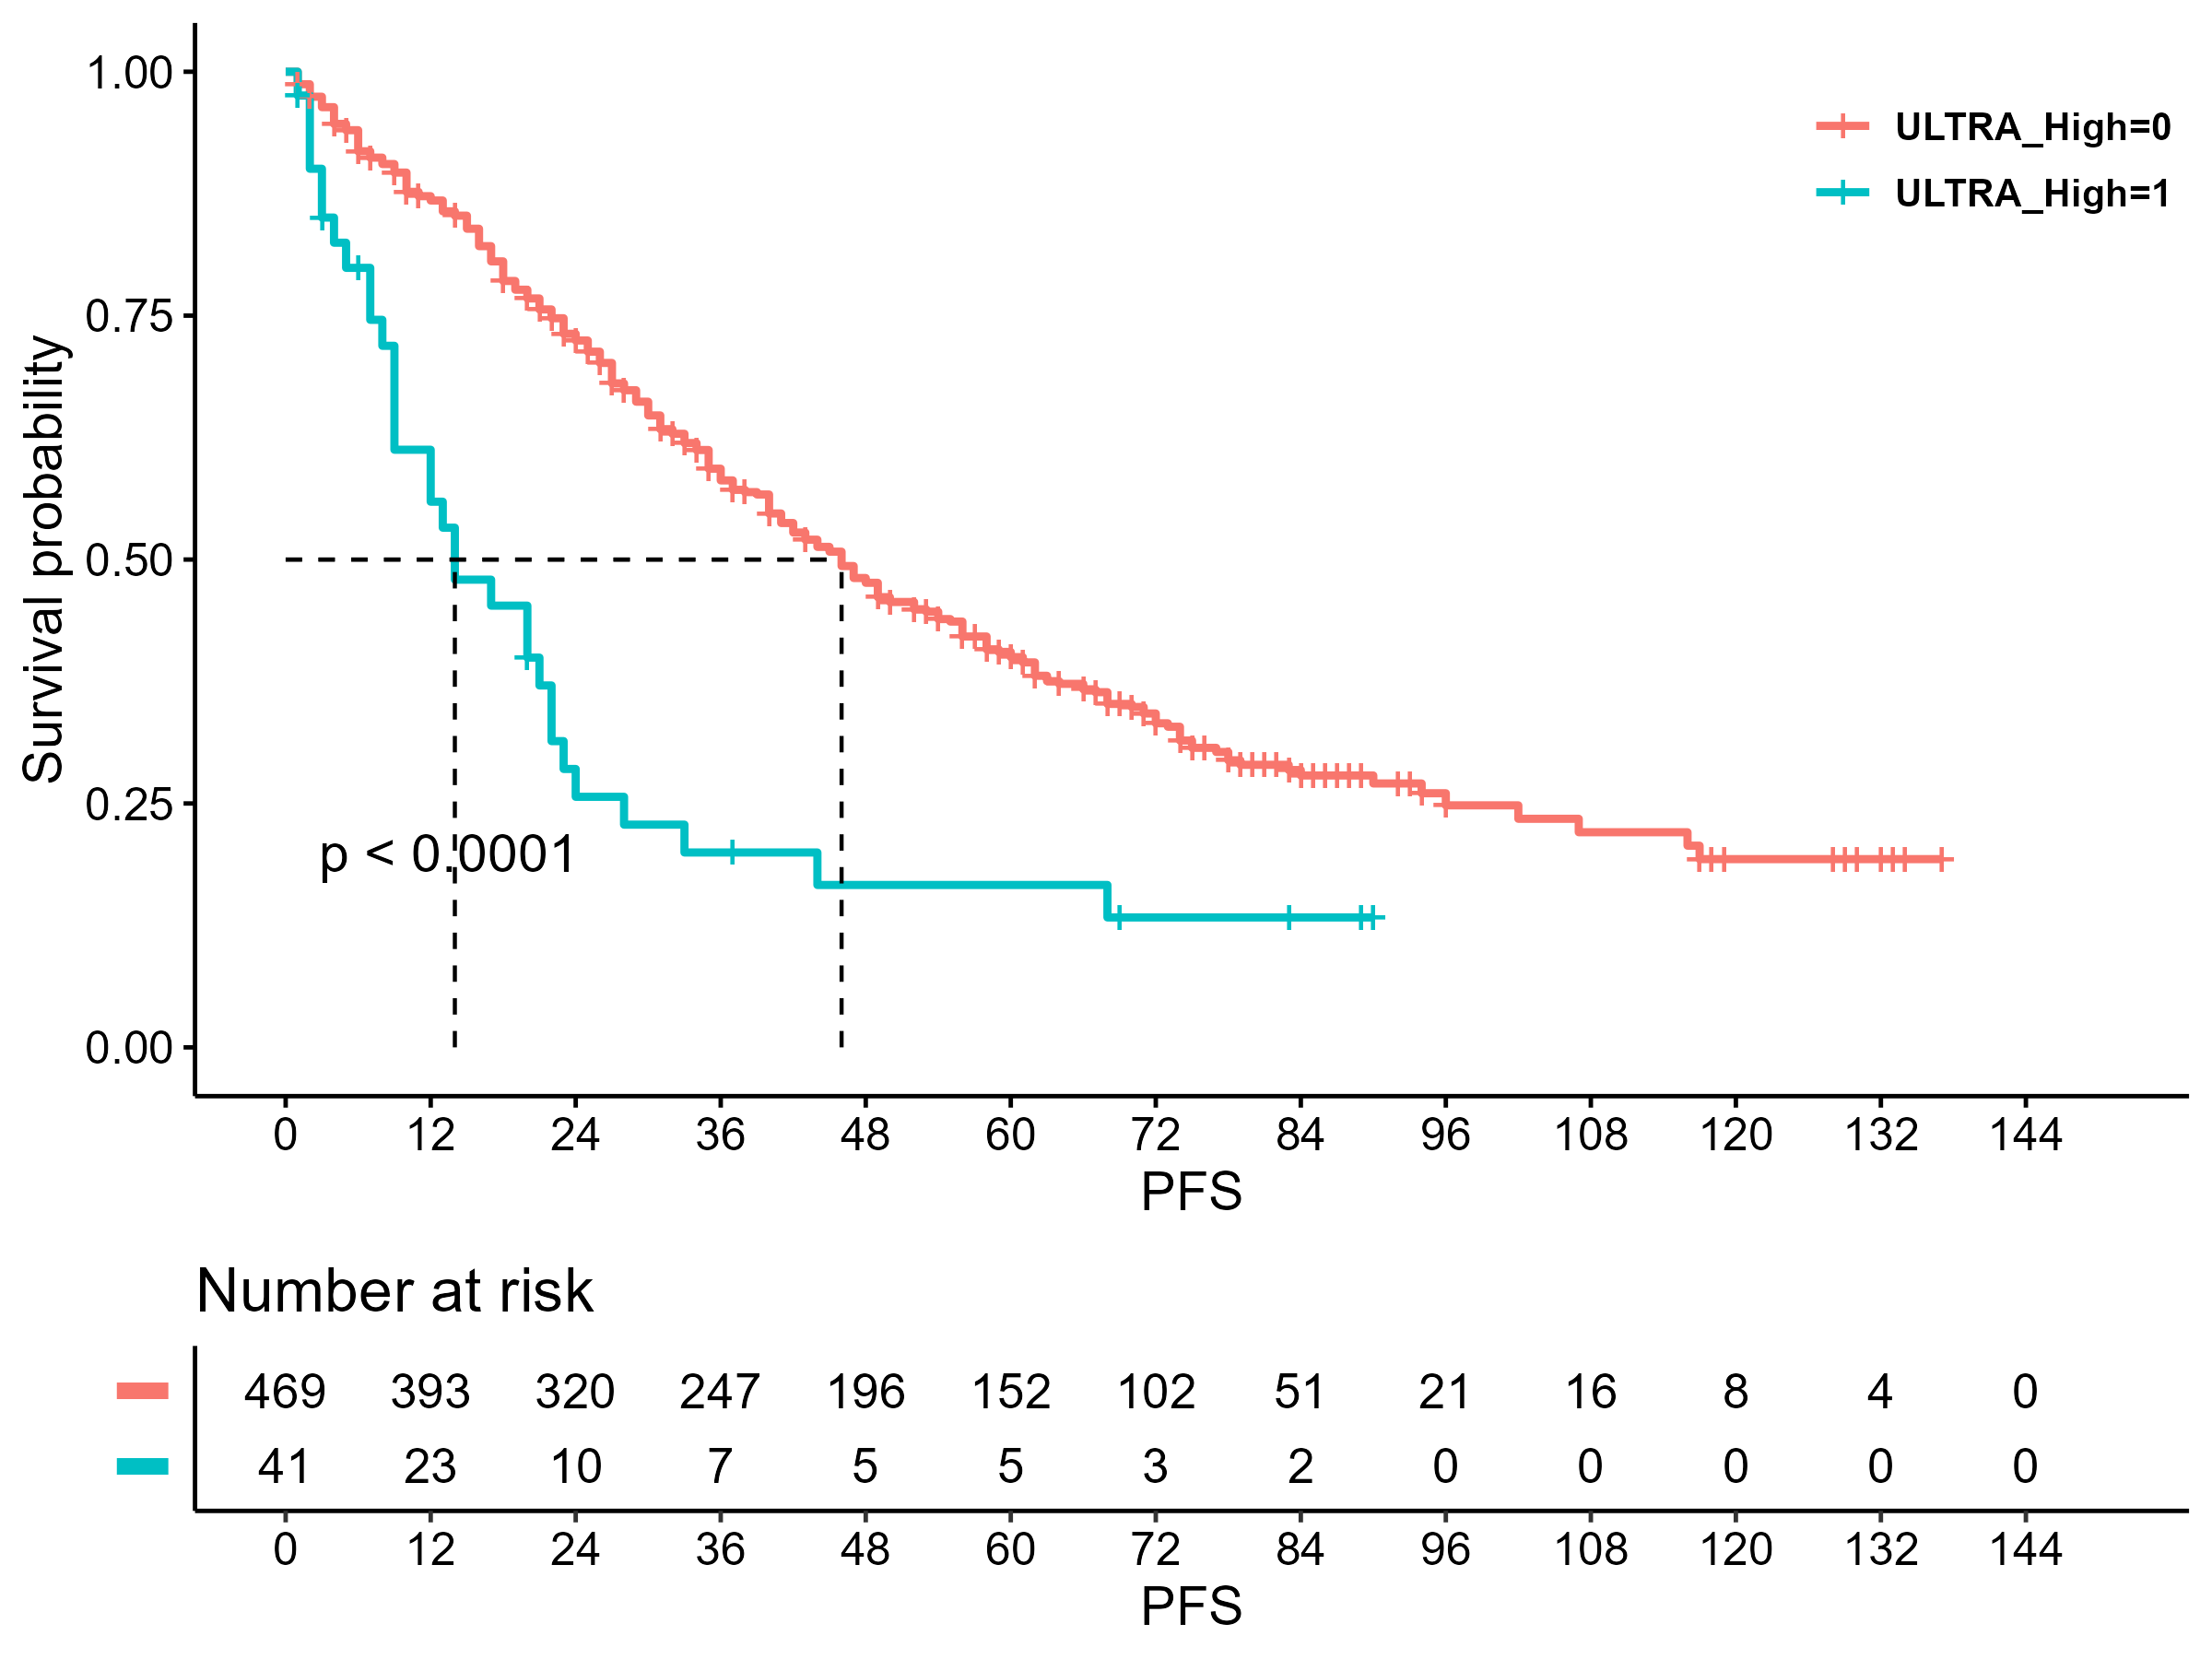 1.00
0.75
0.50
0.25
0.00
Survival probability
ULTRA_High=0
ULTRA_High=1
p < 0.0001
0 12 24 36 48 60 72 84 96 108 120 132 144
PFS
Number at risk
469 393 320 247 196 152 102 51 21 16 8 4 0
41 23 10 7 5 5 3 2 0 0 0 0 0
0 12 24 36 48 60 72 84 96 108 120 132 144
PFS